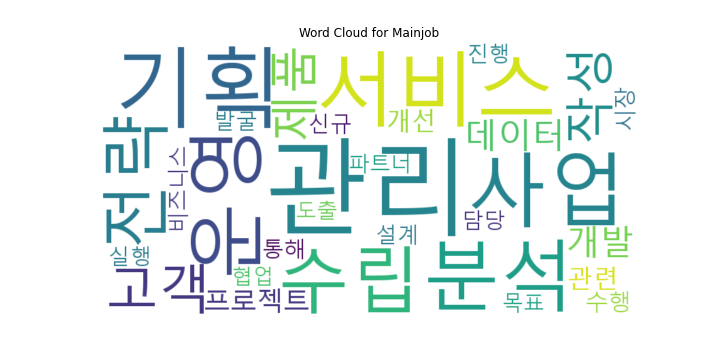 Word Cloud for Mainjob
기획
제품
서비스
진행
작성
시장
발굴
신규
개선
데이터
전략
비즈니스
운영
관리
파트너
사업
도출
설계
담당
실행
통해
개발
고객
협업
수립
분석
관련
프로젝트
목표
수행